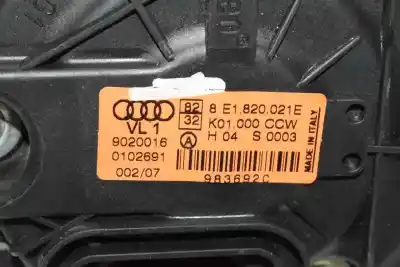 82 8 E1.820.021E
32 K01.000 CCW
VL 1 A H 04 S 0003
9020016
0102691
002/07
983692C
MADE IN ITALY